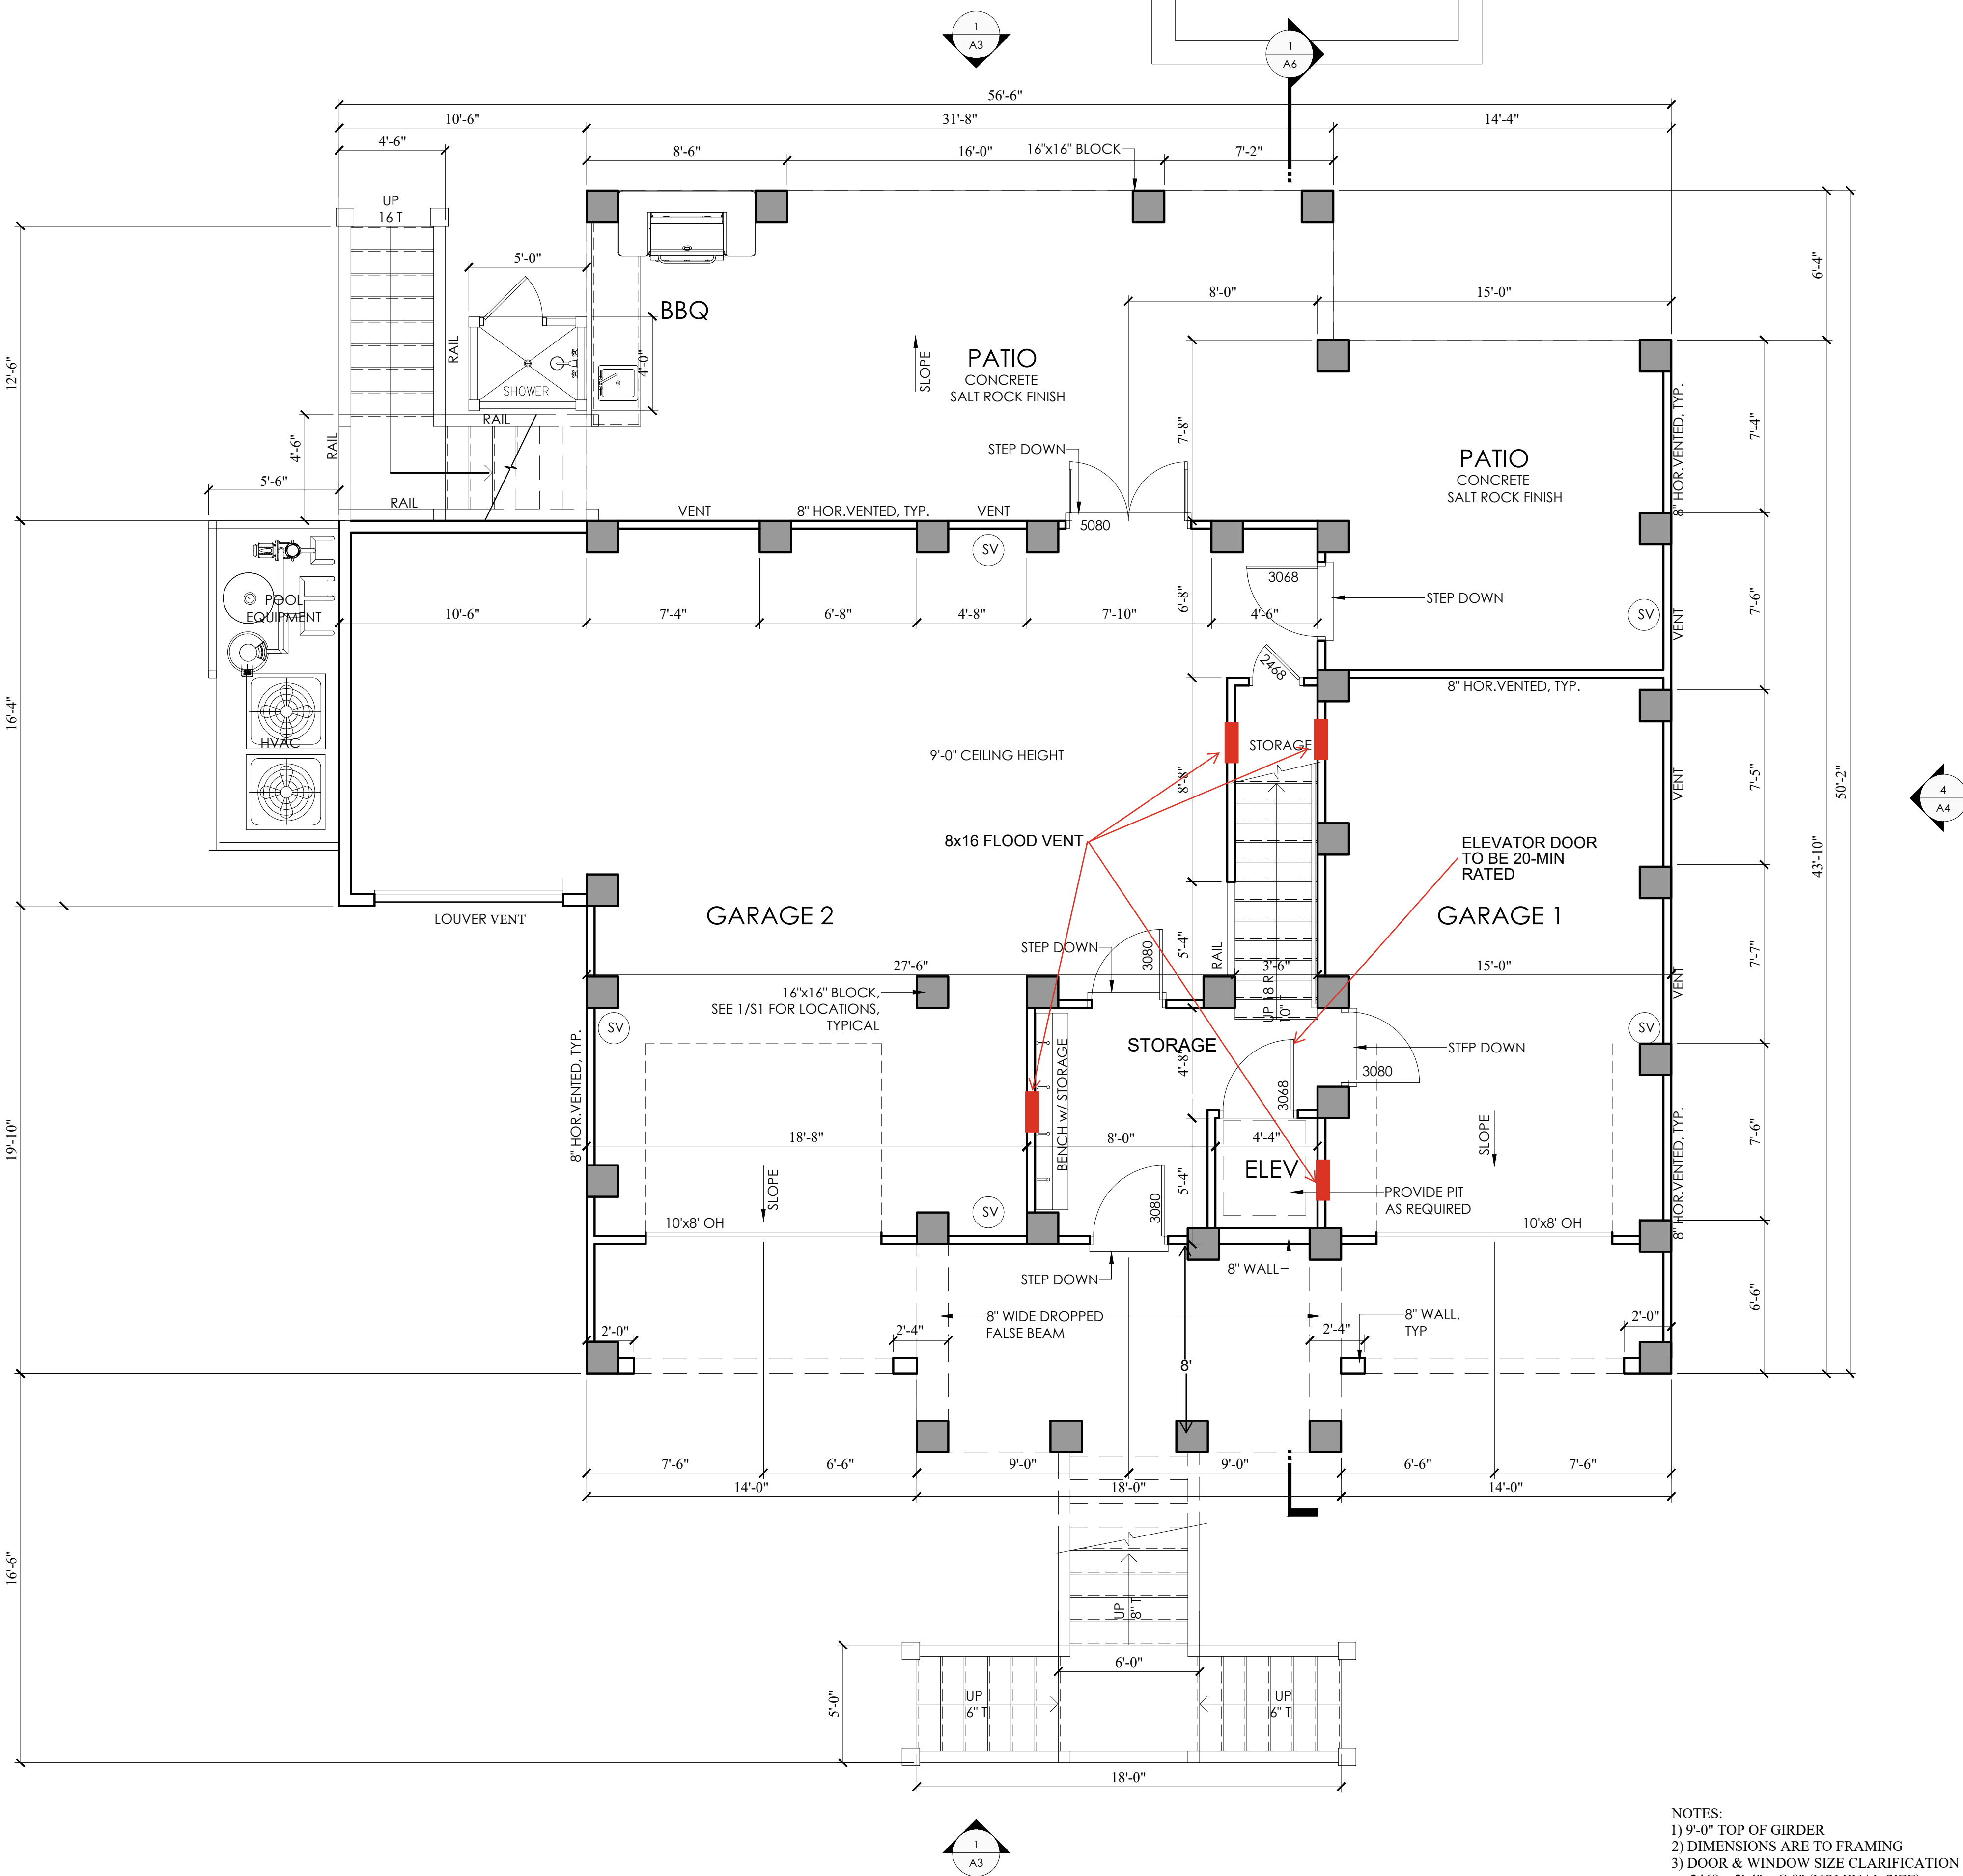 1
A3
1
A6
56'-6"
10'-6"
31'-8"
14'-4"
4'-6"
8'-6"
16'-0"
16"x16" BLOCK
7'-2"
UP
16 T
5'-0"
8'-0"
15'-0"
6'-4"
BBQ
12'-6"
RAIL
SHOWER
4'-0"
SLOPE
PATIO
CONCRETE
SALT ROCK FINISH
RAIL
RAIL
4'-6"
STEP DOWN
7'-8"
PATIO
CONCRETE
SALT ROCK FINISH
8" HOR.VENTED, TYP.
7'-4"
5'-6"
RAIL
VENT
8" HOR.VENTED, TYP.
VENT
5080
SV
3068
STEP DOWN
POOL
EQUIPMENT
10'-6"
7'-4"
6'-8"
4'-8"
7'-10"
6'-8"
4'-6"
SV
VENT
7'-6"
2468
8" HOR.VENTED, TYP.
16'-4"
HVAC
9'-0" CEILING HEIGHT
STORAGE
8'-8"
VENT
7'-5"
50'-2"
4
A4
8x16 FLOOD VENT
ELEVATOR DOOR
TO BE 20-MIN
RATED
43'-10"
LOUVER VENT
GARAGE 2
GARAGE 1
STEP DOWN
3080
5'-4"
RAIL
27'-6"
3'-6"
15'-0"
VENT
7'-7"
16"x16" BLOCK,
SEE 1/S1 FOR LOCATIONS,
TYPICAL
UP 18 R
10" T
SV
SV
8" HOR.VENTED, TYP.
STORAGE
4'-8"
STEP DOWN
3080
BENCH w/ STORAGE
3068
19'-10"
18'-8"
8'-0"
4'-4"
SLOPE
7'-6"
8" HOR.VENTED, TYP.
SLOPE
ELEV
5'-4"
3080
PROVIDE PIT
AS REQUIRED
SV
10'x8' OH
10'x8' OH
STEP DOWN
8" WALL
8" WIDE DROPPED
FALSE BEAM
8" WALL,
TYP
2'-0"
2'-4"
2'-4"
2'-0"
6'-6"
8'
7'-6"
6'-6"
9'-0"
9'-0"
6'-6"
7'-6"
14'-0"
18'-0"
14'-0"
16'-6"
UP
8" T
6'-0"
5'-0"
UP
6" T
UP
6" T
18'-0"
1
A3
NOTES:
1) 9'-0" TOP OF GIRDER
2) DIMENSIONS ARE TO FRAMING
3) DOOR & WINDOW SIZE CLARIFICATION